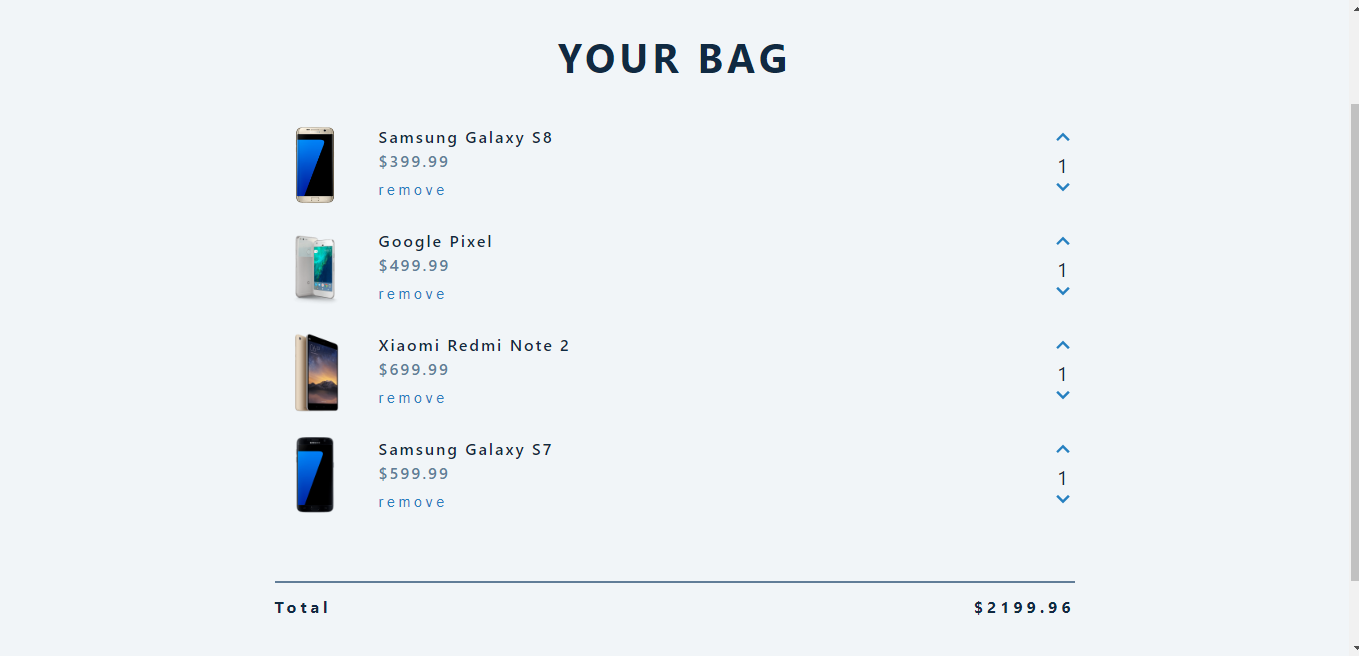 YOUR BAG
Samsung Galaxy S8
$399.99
remove
1
Google Pixel
$499.99
remove
1
Xiaomi Redmi Note 2
$699.99
remove
1
Samsung Galaxy S7
$599.99
remove
1
Total $2199.96